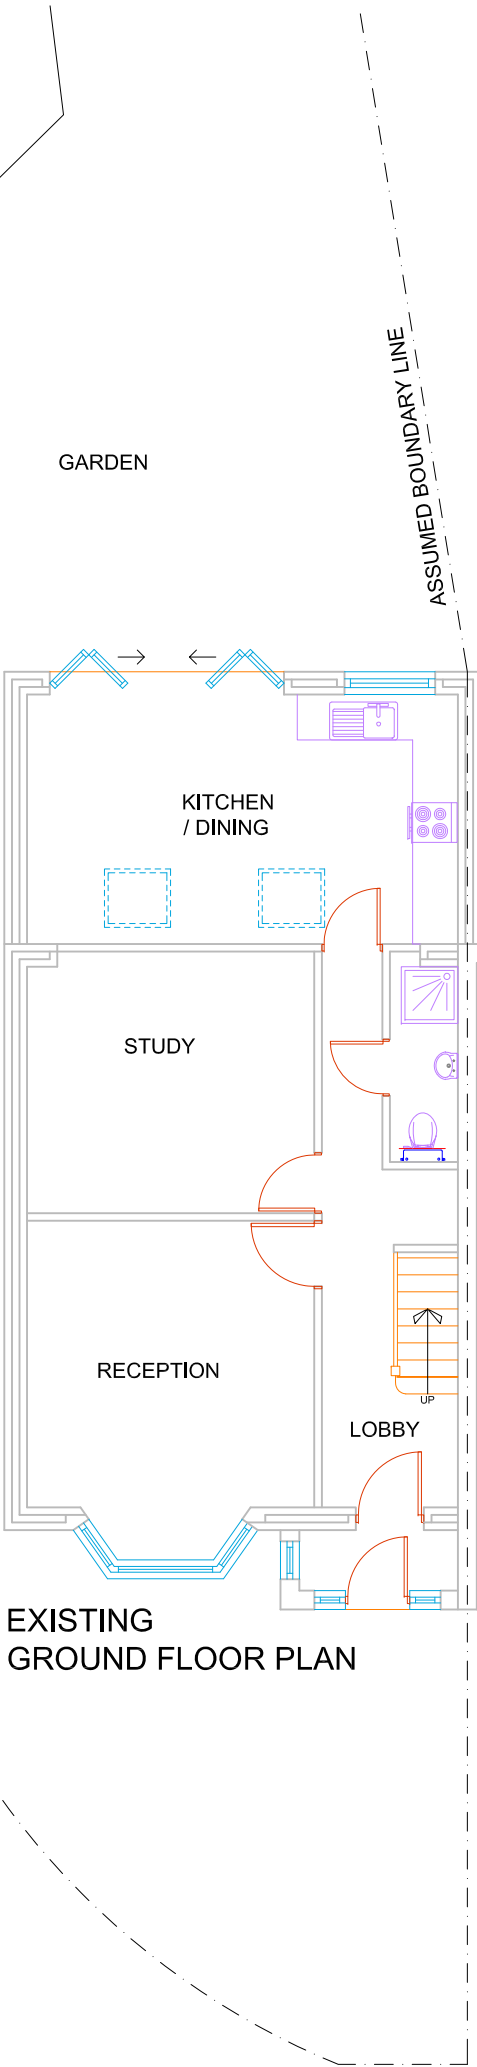 GARDEN
ASSUMED BOUNDARY LINE
KITCHEN
/ DINING
STUDY
RECEPTION
UP
LOBBY
EXISTING
GROUND FLOOR PLAN